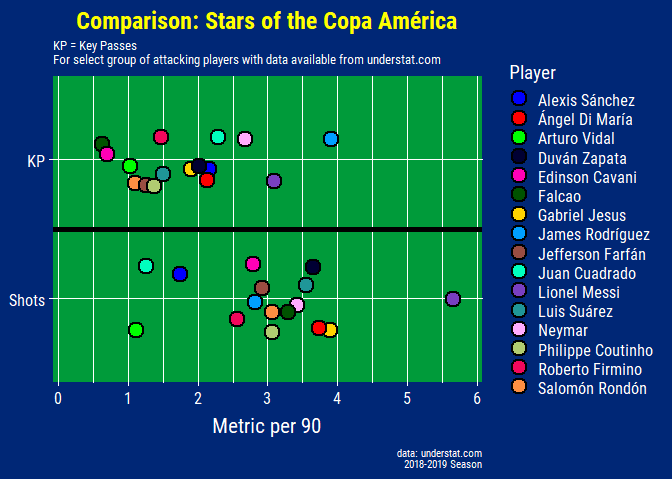 Comparison: Stars of the Copa América
KP = Key Passes
For select group of attacking players with data available from understat.com
KP
Shots
0 1 2 3 4 5 6
Metric per 90
Player
Alexis Sánchez
Ángel Di María
Arturo Vidal
Duván Zapata
Edinson Cavani
Falcao
Gabriel Jesus
James Rodríguez
Jefferson Farfán
Juan Cuadrado
Lionel Messi
Luis Suárez
Neymar
Philippe Coutinho
Roberto Firmino
Salomón Rondón
data: understat.com
2018-2019 Season